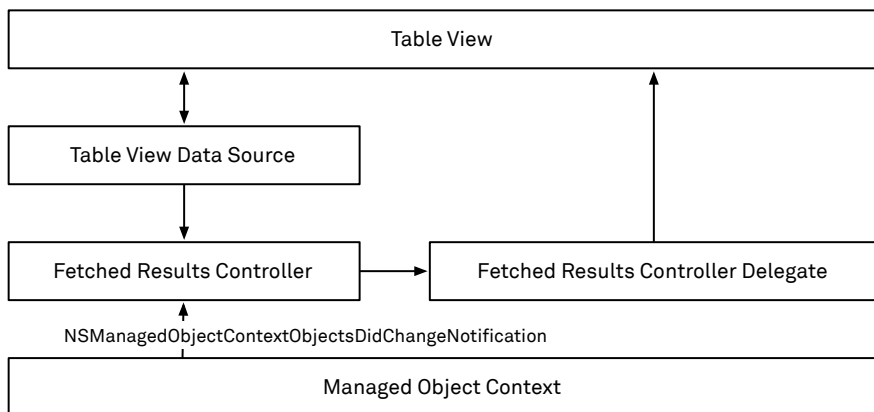 Table View
Table View Data Source
Fetched Results Controller
Fetched Results Controller Delegate
NSManagedObjectContextObjectsDidChangeNotification
Managed Object Context